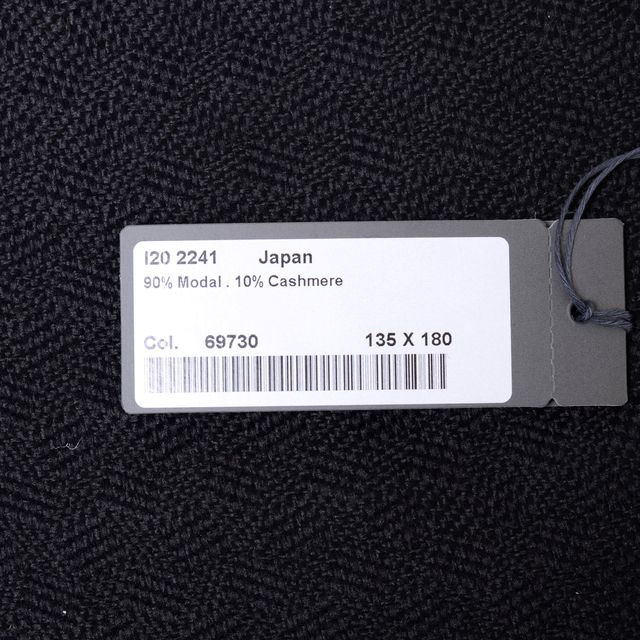 I20 2241 Japan
90% Modal . 10% Cashmere
Col. 69730 135 X 180